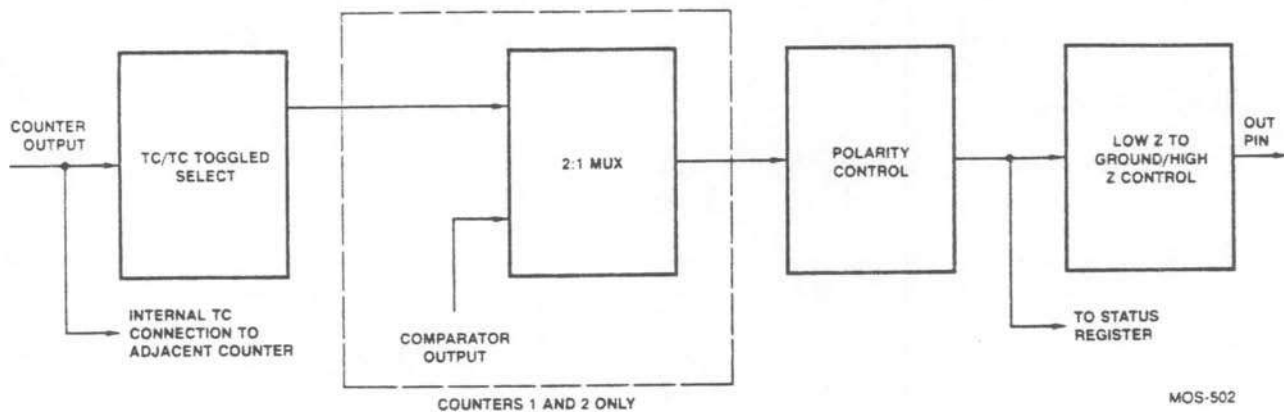 COUNTER
OUTPUT
TC/TC TOGGLED
SELECT
INTERNAL TC
CONNECTION TO
ADJACENT COUNTER
2:1 MUX
COMPARATOR
OUTPUT
COUNTERS 1 AND 2 ONLY
POLARITY
CONTROL
LOW Z TO
GROUND/HIGH
Z CONTROL
OUT
PIN
TO STATUS
REGISTER
MOS-502